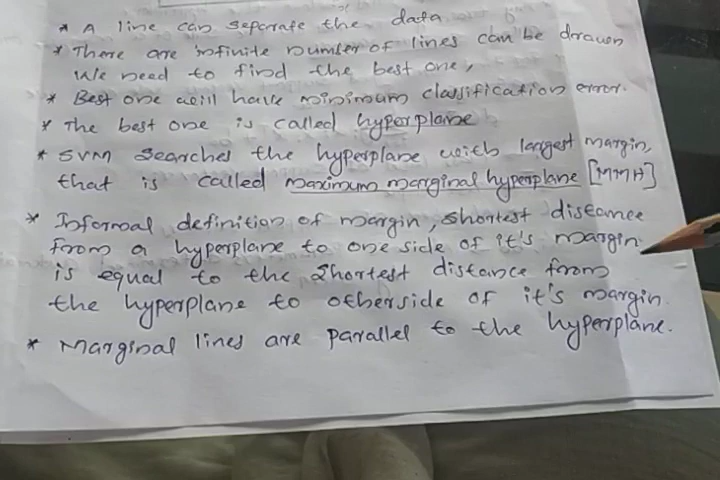 * A line can separate the data
* There are infinite number of lines can be drawn
we need to find the best one,
* Best one will have minimum classification error.
* The best one is called hyperplane
* SVM searches the hyperplane with largest margin,
that is called maximum marginal hyperplane [MMH]
* Informal definition of margin, shortest distance
from a hyperplane to one side of it's margin
is equal to the shortest distance from
the hyperplane to otherside of it's margin.
* Marginal lines are parallel to the hyperplane.